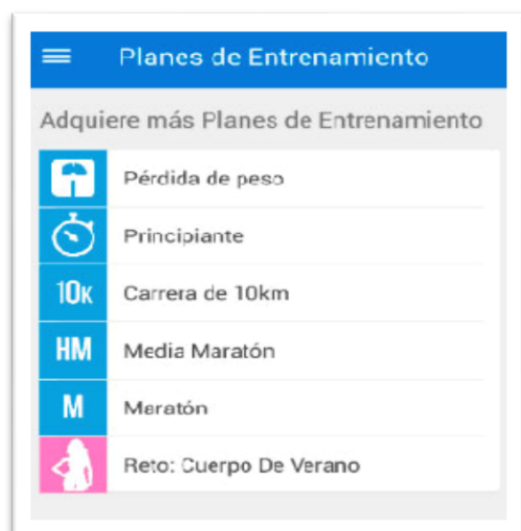 Planes de Entrenamiento
Adquiere más Planes de Entrenamiento
Pérdida de peso
Principiante
10K Carrera de 10km
HM Media Maratón
M Maratón
Reto: Cuerpo De Verano